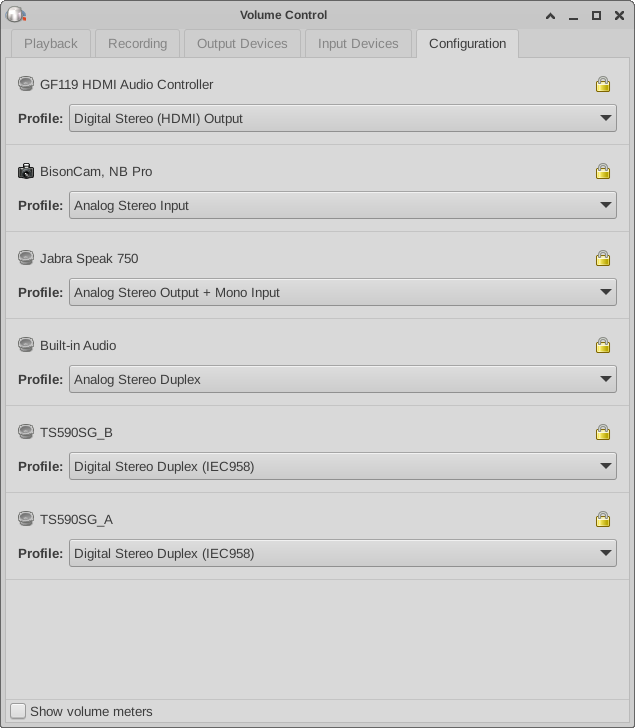 Volume Control
Playback Recording Output Devices Input Devices Configuration
GF119 HDMI Audio Controller
Profile: Digital Stereo (HDMI) Output
BisonCam, NB Pro
Profile: Analog Stereo Input
Jabra Speak 750
Profile: Analog Stereo Output + Mono Input
Built-in Audio
Profile: Analog Stereo Duplex
TS590SG_B
Profile: Digital Stereo Duplex (IEC958)
TS590SG_A
Profile: Digital Stereo Duplex (IEC958)
Show volume meters